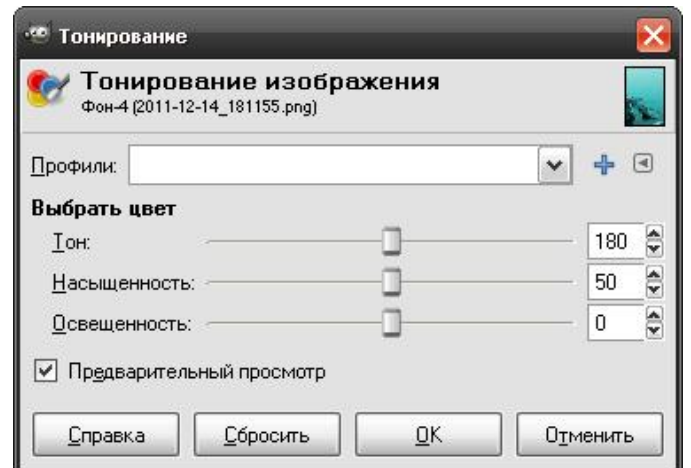 Тонирование
Тонирование изображения
Фон-4 (2011-12-14_181155.png)
Профили:
Выбрать цвет
Тон: 180
Насыщенность: 50
Освещенность: 0
Предварительный просмотр
Справка Сбросить OK Отменить